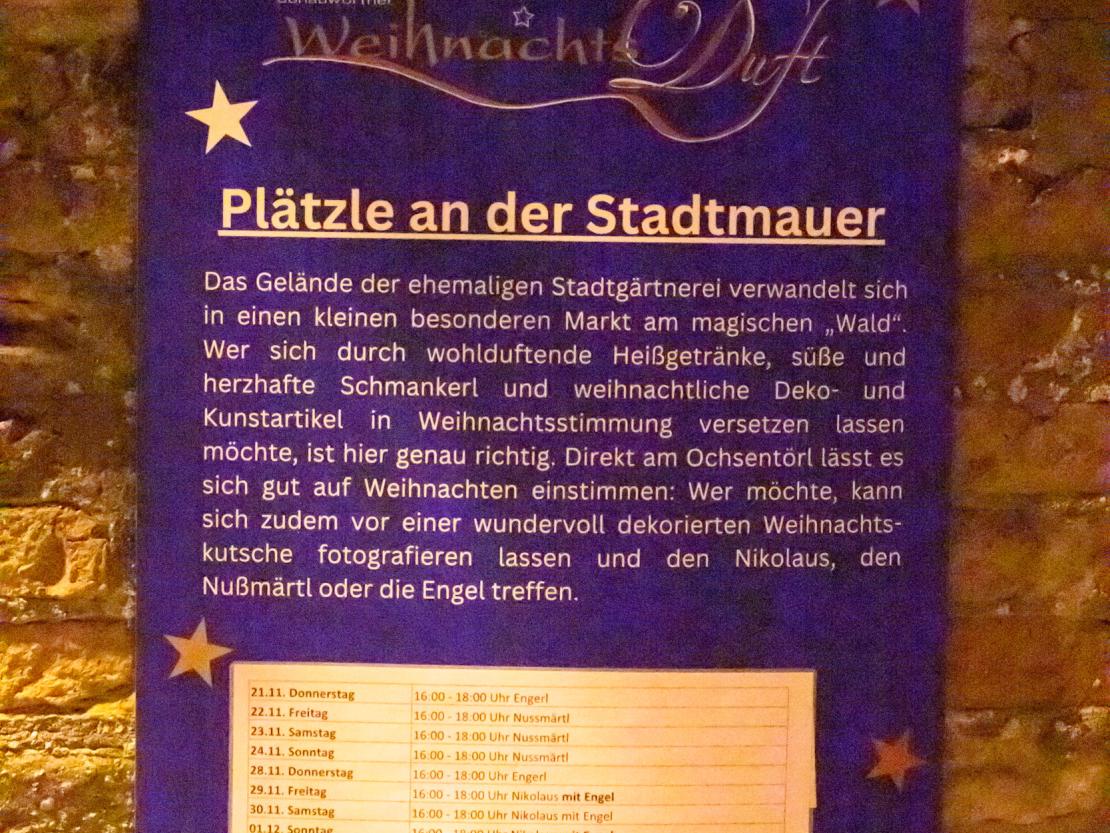 Weihnachts Duft
Plätzle an der Stadtmauer
Das Gelände der ehemaligen Stadtgärtnerei verwandelt sich
in einen kleinen besonderen Markt am magischen „Wald“.
Wer sich durch wohlduftende Heißgetränke, süße und
herzhafte Schmankerl und weihnachtliche Deko- und
Kunstartikel in Weihnachtsstimmung versetzen lassen
möchte, ist hier genau richtig. Direkt am Ochsentörl lässt es
sich gut auf Weihnachten einstimmen: Wer möchte, kann
sich zudem vor einer wundervoll dekorierten Weihnachts-
kutsche fotografieren lassen und den Nikolaus, den
Nußmärtl oder die Engel treffen.
21.11. Donnerstag 16:00 - 18:00 Uhr Engerl
22.11. Freitag 16:00 - 18:00 Uhr Nussmärtl
23.11. Samstag 16:00 - 18:00 Uhr Nussmärtl
24.11. Sonntag 16:00 - 18:00 Uhr Nussmärtl
28.11. Donnerstag 16:00 - 18:00 Uhr Engerl
29.11. Freitag 16:00 - 18:00 Uhr Nikolaus mit Engel
30.11. Samstag 16:00 - 18:00 Uhr Nikolaus mit Engel
01.12. Sonntag